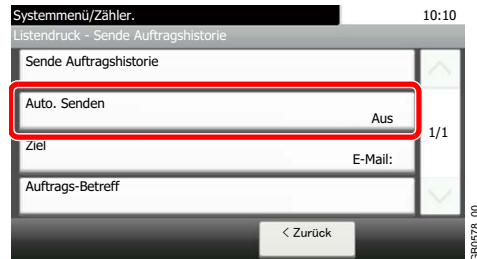 Systemmenü/Zähler.
10:10
Listendruck - Sende Auftragshistorie
Sende Auftragshistorie
Auto. Senden
Aus
1/1
Ziel
E-Mail:
Auftrags-Betreff
< Zurück
GB0578_00